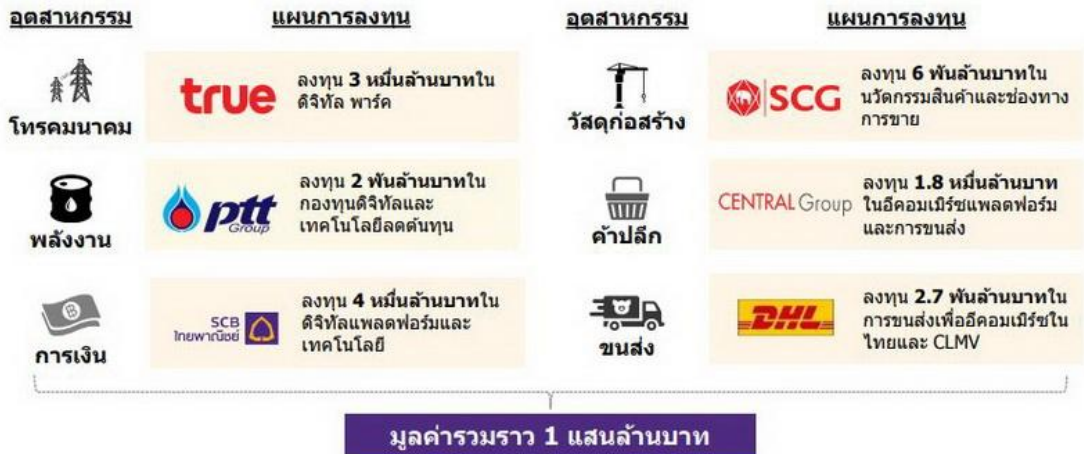 อุตสาหกรรม
แผนการลงทุน
โทรคมนาคม
true
ลงทุน 3 หมื่นล้านบาทใน
ดิจิทัล พาร์ค
พลังงาน
ptt
Group
ลงทุน 2 พันล้านบาทใน
กองทุนดิจิทัลและ
เทคโนโลยีลดต้นทุน
การเงิน
SCB
ไทยพาณิชย์
ลงทุน 4 หมื่นล้านบาทใน
ดิจิทัลแพลตฟอร์มและ
เทคโนโลยี
อุตสาหกรรม
แผนการลงทุน
วัสดุก่อสร้าง
SCG
ลงทุน 6 พันล้านบาทใน
นวัตกรรมสินค้าและช่องทาง
การขาย
ค้าปลีก
CENTRAL Group
ลงทุน 1.8 หมื่นล้านบาท
ในอีคอมเมิร์ซแพลตฟอร์ม
และการขนส่ง
ขนส่ง
DHL
ลงทุน 2.7 พันล้านบาทใน
การขนส่งเพื่ออีคอมเมิร์ซใน
ไทยและ CLMV
มูลค่ารวมราว 1 แสนล้านบาท